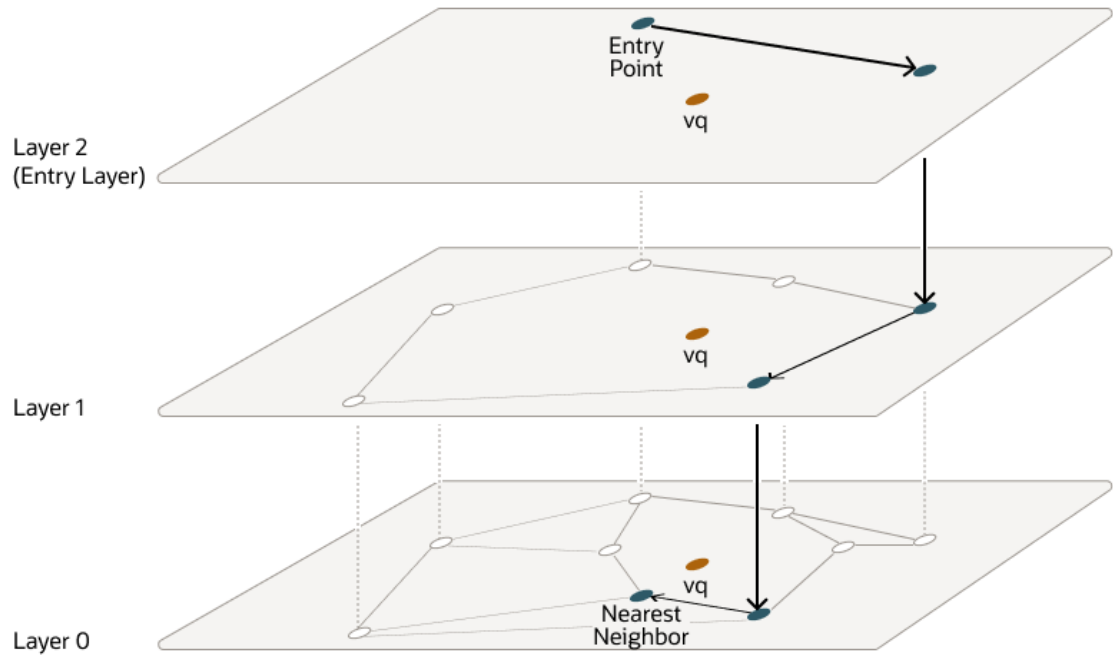 Entry
Point
vq
Layer 2
(Entry Layer)
vq
Layer 1
vq
Nearest
Neighbor
Layer 0